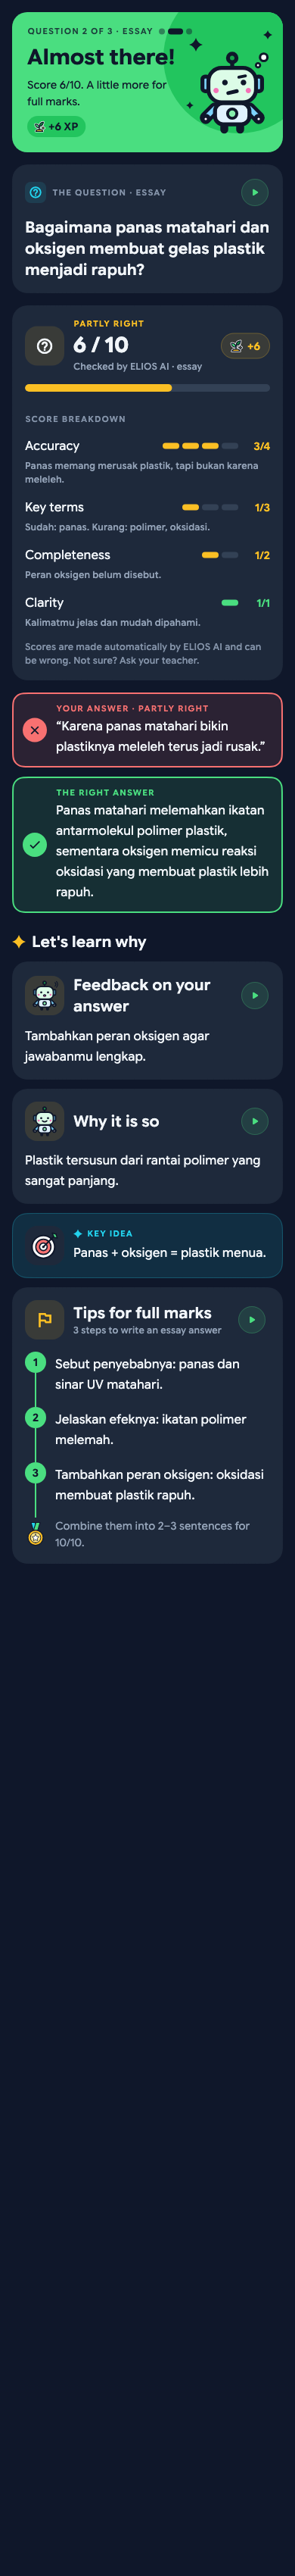 QUESTION 2 OF 3 · ESSAY
Almost there!
Score 6/10. A little more for
full marks.
+6 XP
THE QUESTION · ESSAY
Bagaimana panas matahari dan
oksigen membuat gelas plastik
menjadi rapuh?
PARTLY RIGHT
6 / 10
+6
Checked by ELIOS AI · essay
SCORE BREAKDOWN
Accuracy 3/4
Panas memang merusak plastik, tapi bukan karena
meleleh.
Key terms 1/3
Sudah: panas. Kurang: polimer, oksidasi.
Completeness 1/2
Peran oksigen belum disebut.
Clarity 1/1
Kalimatmu jelas dan mudah dipahami.
Scores are made automatically by ELIOS AI and can
be wrong. Not sure? Ask your teacher.
YOUR ANSWER · PARTLY RIGHT
“Karena panas matahari bikin
plastiknya meleleh terus jadi rusak.”
THE RIGHT ANSWER
Panas matahari melemahkan ikatan
antarmolekul polimer plastik,
sementara oksigen memicu reaksi
oksidasi yang membuat plastik lebih
rapuh.
Let's learn why
Feedback on your
answer
Tambahkan peran oksigen agar
jawabanmu lengkap.
Why it is so
Plastik tersusun dari rantai polimer yang
sangat panjang.
KEY IDEA
Panas + oksigen = plastik menua.
Tips for full marks
3 steps to write an essay answer
1 Sebut penyebabnya: panas dan
sinar UV matahari.
2 Jelaskan efeknya: ikatan polimer
melemah.
3 Tambahkan peran oksigen: oksidasi
membuat plastik rapuh.
Combine them into 2–3 sentences for
10/10.